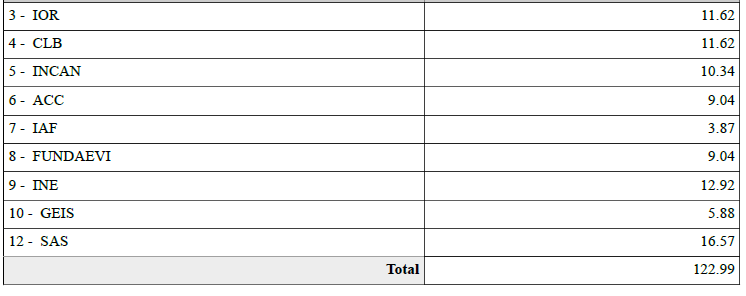 3 - IOR 11.62
4 - CLB 11.62
5 - INCAN 10.34
6 - ACC 9.04
7 - IAF 3.87
8 - FUNDAEVI 9.04
9 - INE 12.92
10 - GEIS 5.88
12 - SAS 16.57
Total 122.99